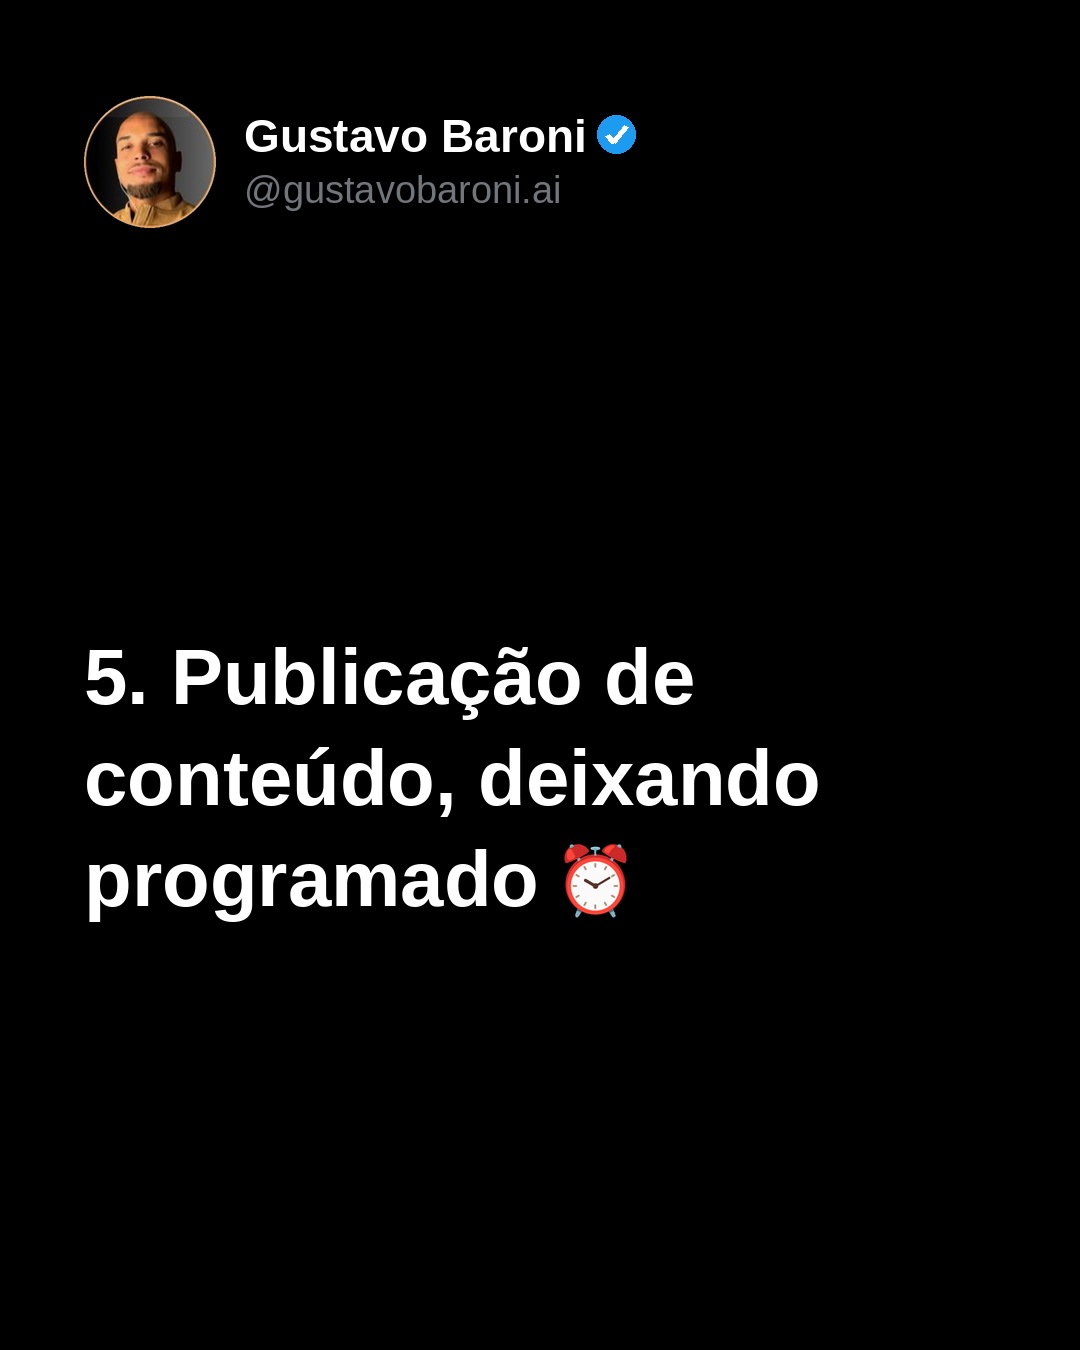 Gustavo Baroni
@gustavobaroni.ai
5. Publicação de
conteúdo, deixando
programado ⏰